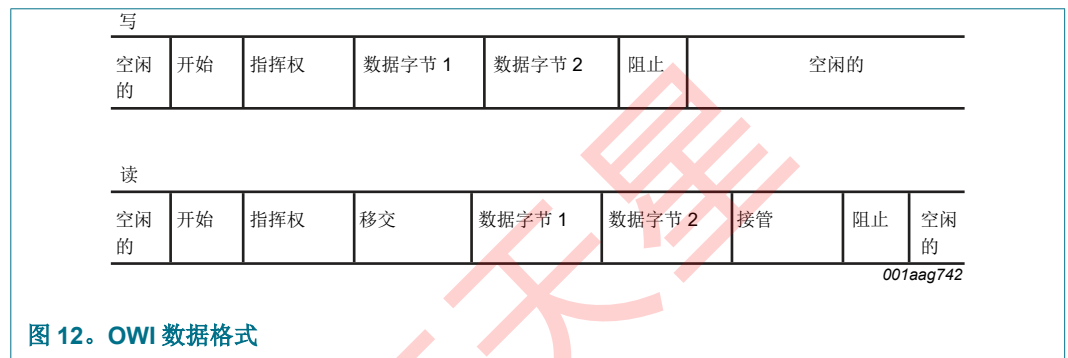 写
空闲的 开始 指挥权 数据字节 1 数据字节 2 阻止 空闲的
读
空闲的 开始 指挥权 移交 数据字节 1 数据字节 2 接管 阻止 空闲的
001aag742
图 12。OWI 数据格式
天星